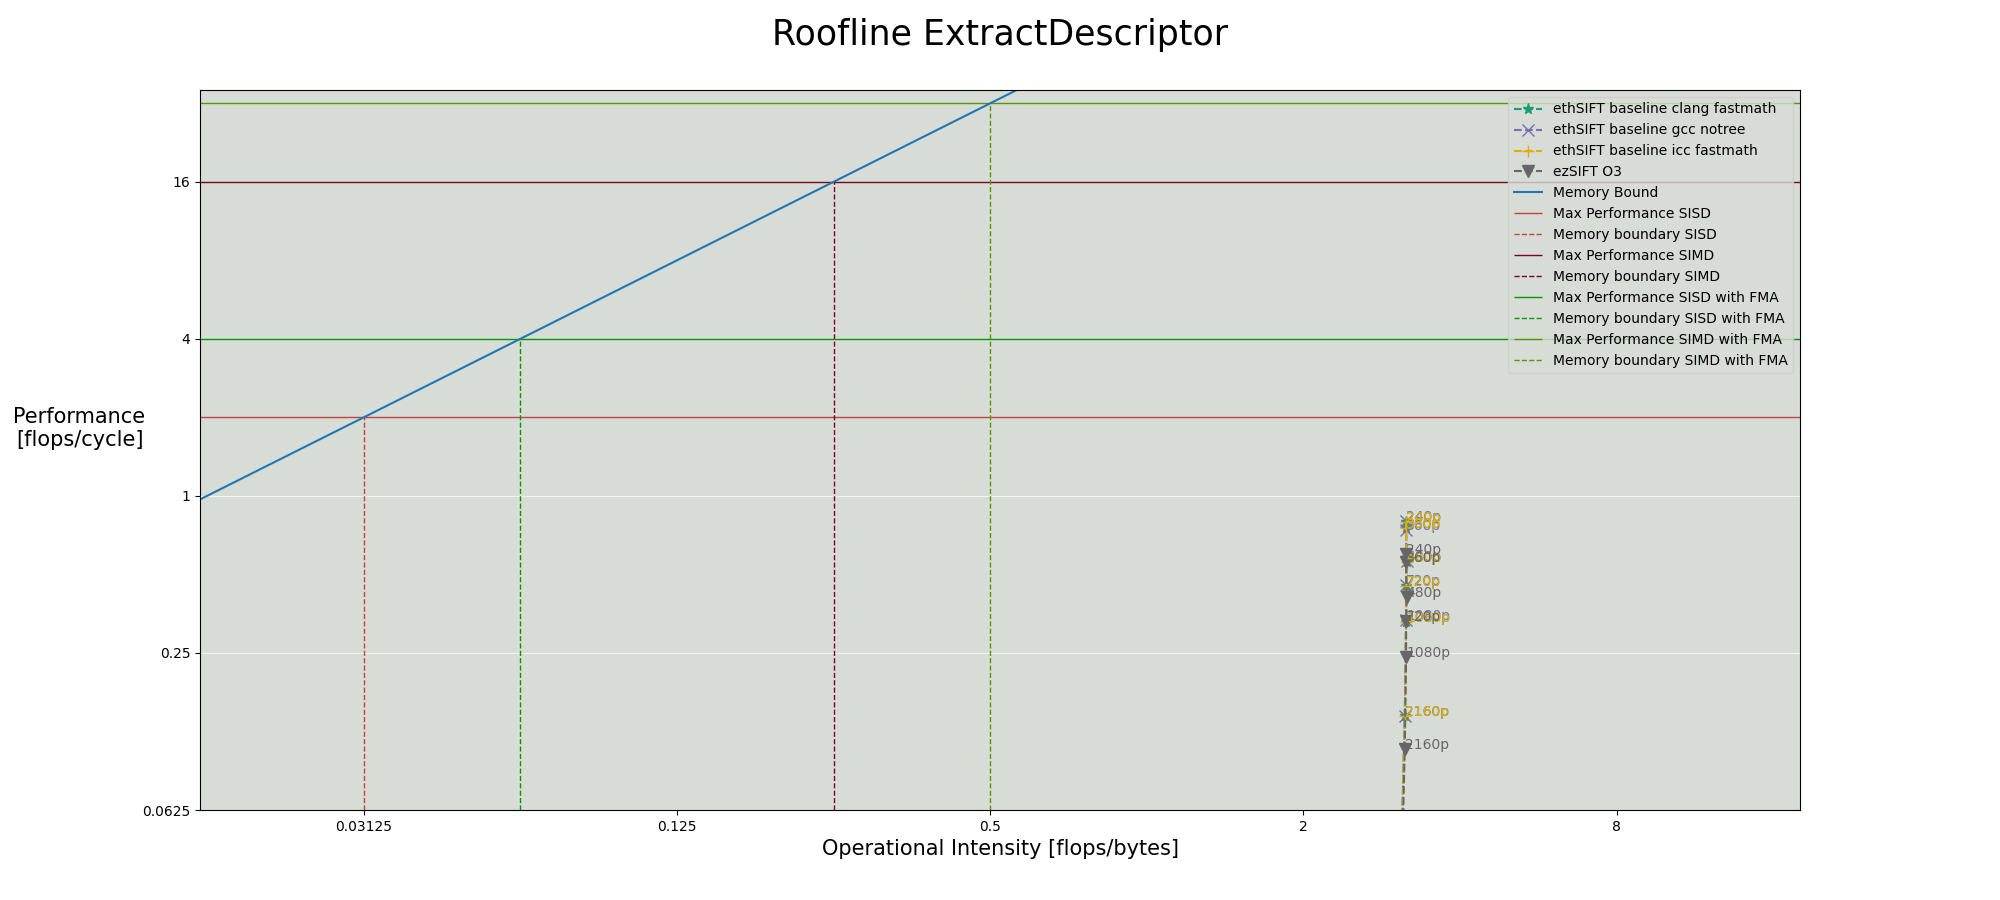 Roofline ExtractDescriptor
ethSIFT baseline clang fastmath
ethSIFT baseline gcc notree
ethSIFT baseline icc fastmath
ezSIFT O3
Memory Bound
Max Performance SISD
Memory boundary SISD
Max Performance SIMD
Memory boundary SIMD
Max Performance SISD with FMA
Memory boundary SISD with FMA
Max Performance SIMD with FMA
Memory boundary SIMD with FMA
16
4
Performance
[flops/cycle]
1
240p
240p
720p
480p
1080p
0.25
2160p
2160p
0.0625
0.03125
0.125
0.5
2
8
Operational Intensity [flops/bytes]